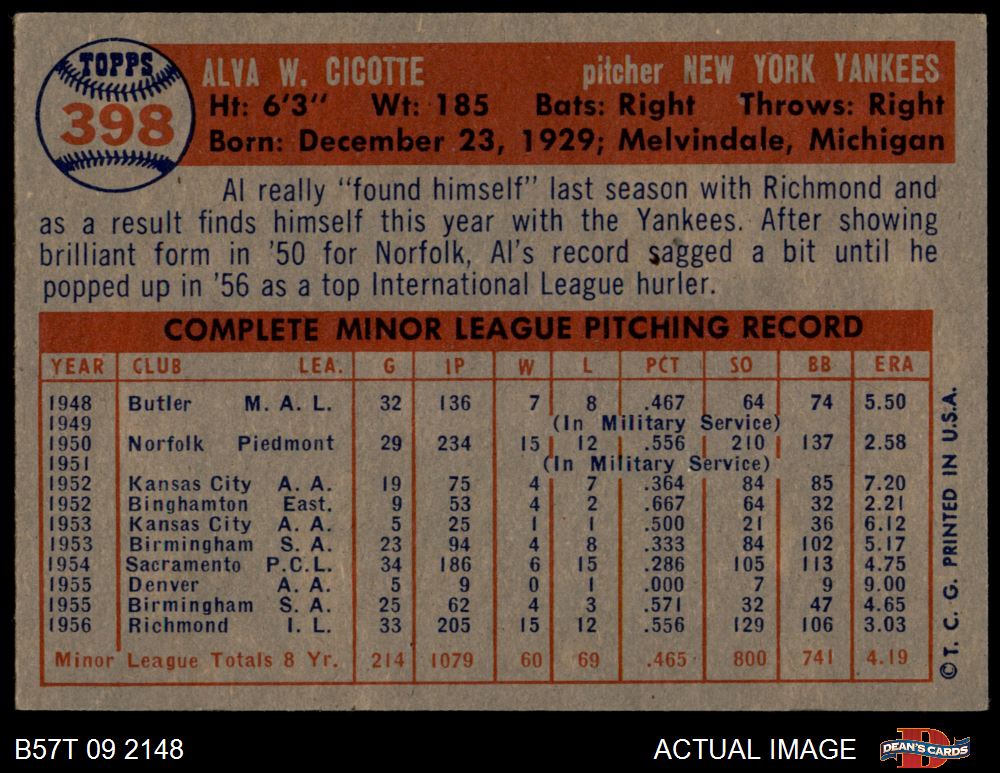 TOPPS
398
ALVA W. CICOTTE pitcher NEW YORK YANKEES
Ht: 6'3" Wt: 185 Bats: Right Throws: Right
Born: December 23, 1929; Melvindale, Michigan
Al really "found himself" last season with Richmond and
as a result finds himself this year with the Yankees. After showing
brilliant form in '50 for Norfolk, Al's record sagged a bit until he
popped up in '56 as a top International League hurler.
COMPLETE MINOR LEAGUE PITCHING RECORD
YEAR CLUB LEA. G IP W L PCT SO BB ERA
1948 Butler M. A. L. 32 136 7 8 .467 64 74 5.50
1949 (In Military Service)
1950 Norfolk Piedmont 29 234 15 12 .556 210 137 2.58
1951 (In Military Service)
1952 Kansas City A. A. 19 75 4 7 .364 84 85 7.20
1952 Binghamton East. 9 53 4 2 .667 64 32 2.21
1953 Kansas City A. A. 5 25 1 1 .500 21 36 6.12
1953 Birmingham S. A. 23 94 4 8 .333 84 102 5.17
1954 Sacramento P.C.L. 34 186 6 15 .286 105 113 4.75
1955 Denver A. A. 5 9 0 1 .000 7 9 9.00
1955 Birmingham S. A. 25 62 4 3 .571 32 47 4.65
1956 Richmond I. L. 33 205 15 12 .556 129 106 3.03
Minor League Totals 8 Yr. 214 1079 60 69 .465 800 741 4.19
©T. C. G. PRINTED IN U.S.A.
B57T 09 2148 ACTUAL IMAGE DEAN'S CARDS